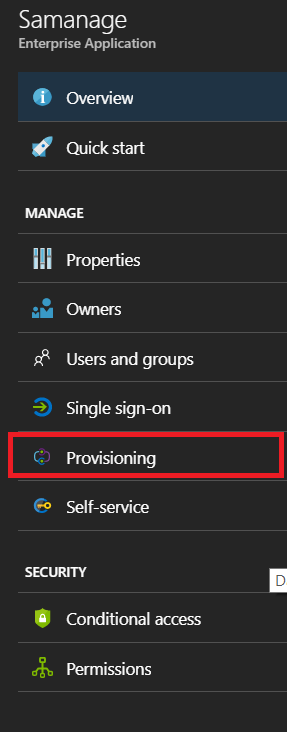 Samanage
Enterprise Application
Overview
Quick start
MANAGE
Properties
Owners
Users and groups
Single sign-on
Provisioning
Self-service
SECURITY
D
Conditional access
Permissions